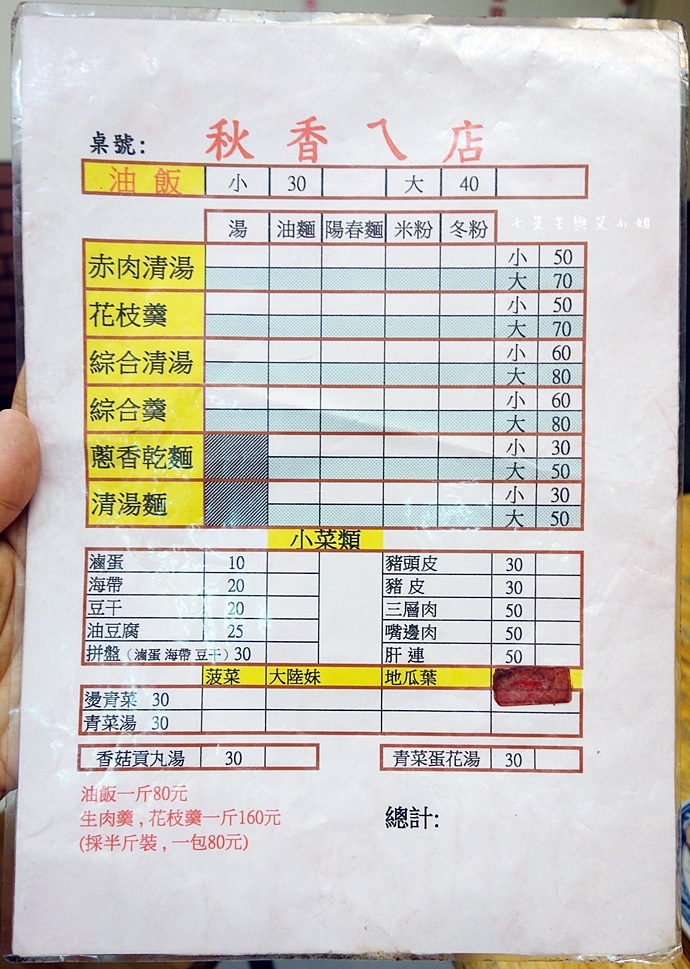 桌號: 秋香ㄟ店
油飯 小 30 大 40
湯 油麵 陽春麵 米粉 冬粉
七先生與艾小姐
赤肉清湯 小 50
大 70
花枝羹 小 50
大 70
綜合清湯 小 60
大 80
綜合羹 小 60
大 80
蔥香乾麵 小 30
大 50
清湯麵 小 30
大 50
小菜類
滷蛋 10 豬頭皮 30
海帶 20 豬皮 30
豆干 20 三層肉 50
油豆腐 25 嘴邊肉 50
拼盤(滷蛋 海帶 豆干)30 肝連 50
菠菜 大陸妹 地瓜葉
燙青菜 30
青菜湯 30
香菇貢丸湯 30 青菜蛋花湯 30
油飯一斤80元
生肉羹,花枝羹一斤160元
(採半斤裝,一包80元)
總計: